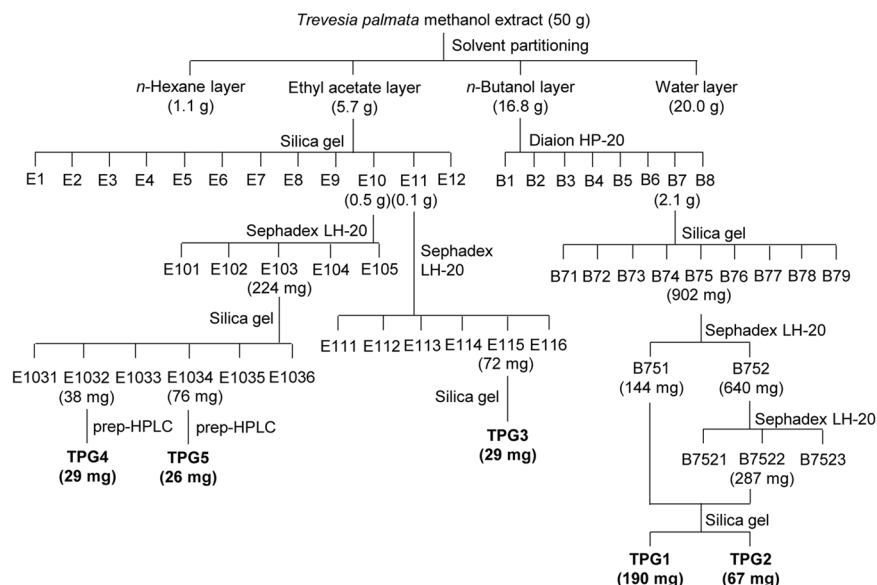 Trevesia palmata methanol extract (50 g)
Solvent partitioning
n-Hexane layer
(1.1 g)
Ethyl acetate layer
(5.7 g)
n-Butanol layer
(16.8 g)
Water layer
(20.0 g)
Silica gel
Diaion HP-20
E1 E2 E3 E4 E5 E6 E7 E8 E9 E10 E11 E12
(0.5 g)(0.1 g)
B1 B2 B3 B4 B5 B6 B7 B8
(2.1 g)
Sephadex LH-20
Sephadex
LH-20
Silica gel
E101 E102 E103 E104 E105
(224 mg)
B71 B72 B73 B74 B75 B76 B77 B78 B79
(902 mg)
Silica gel
Sephadex LH-20
E111 E112 E113 E114 E115 E116
(72 mg)
B751
(144 mg)
B752
(640 mg)
E1031 E1032 E1033 E1034 E1035 E1036
(38 mg)
(76 mg)
Silica gel
prep-HPLC
prep-HPLC
Sephadex LH-20
TPG3
(29 mg)
TPG4
(29 mg)
TPG5
(26 mg)
B7521 B7522 B7523
(287 mg)
Silica gel
TPG1
(190 mg)
TPG2
(67 mg)